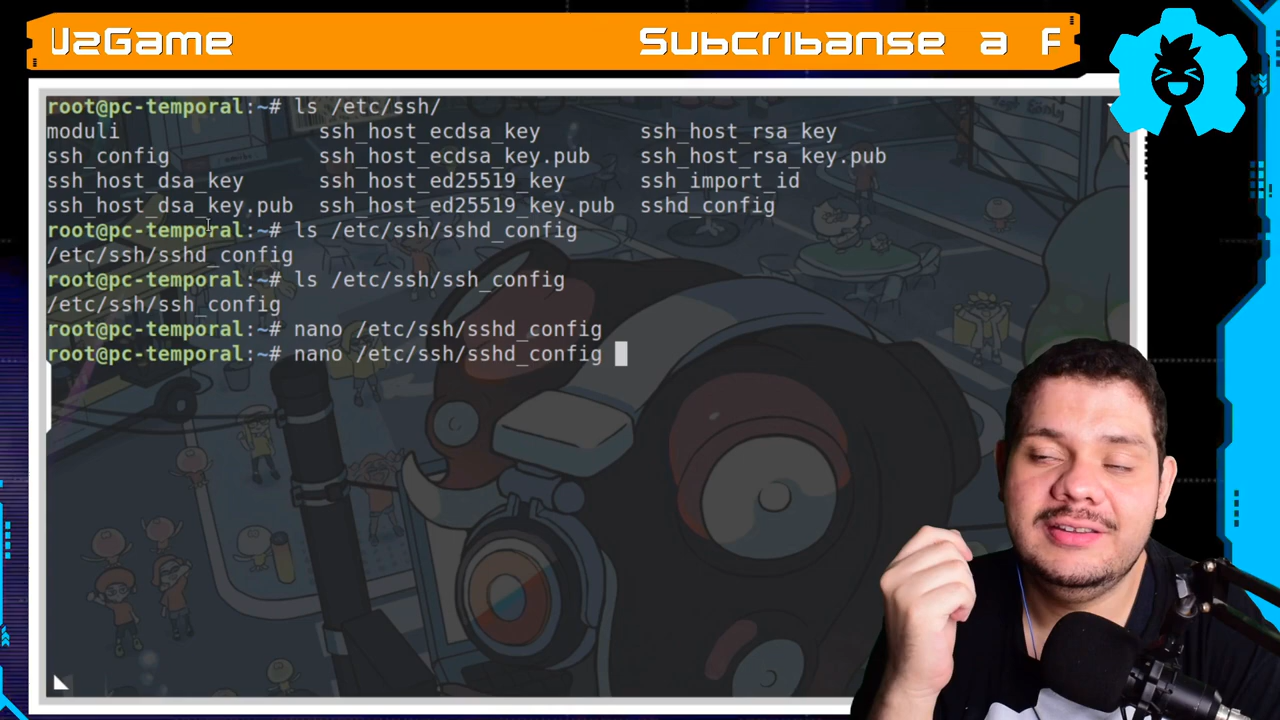 U2Game Subcribanse a F
root@pc-temporal:~# ls /etc/ssh/
moduli ssh_host_ecdsa_key ssh_host_rsa_key
ssh_config ssh_host_ecdsa_key.pub ssh_host_rsa_key.pub
ssh_host_dsa_key ssh_host_ed25519_key ssh_import_id
ssh_host_dsa_key.pub ssh_host_ed25519_key.pub sshd_config
root@pc-temporal:~# ls /etc/ssh/sshd_config
/etc/ssh/sshd_config
root@pc-temporal:~# ls /etc/ssh/ssh_config
/etc/ssh/ssh_config
root@pc-temporal:~# nano /etc/ssh/sshd_config
root@pc-temporal:~# nano /etc/ssh/sshd_config